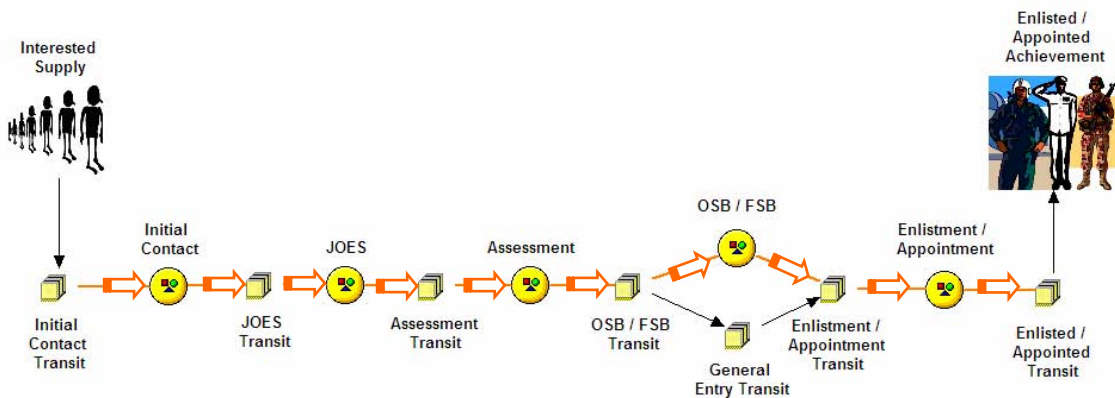 Interested
Supply
Enlisted /
Appointed
Achievement
Initial
Contact
JOES
Assessment
OSB / FSB
Enlistment /
Appointment
Initial
Contact
Transit
JOES
Transit
Assessment
Transit
OSB / FSB
Transit
General
Entry Transit
Enlistment /
Appointment
Transit
Enlisted /
Appointed
Transit